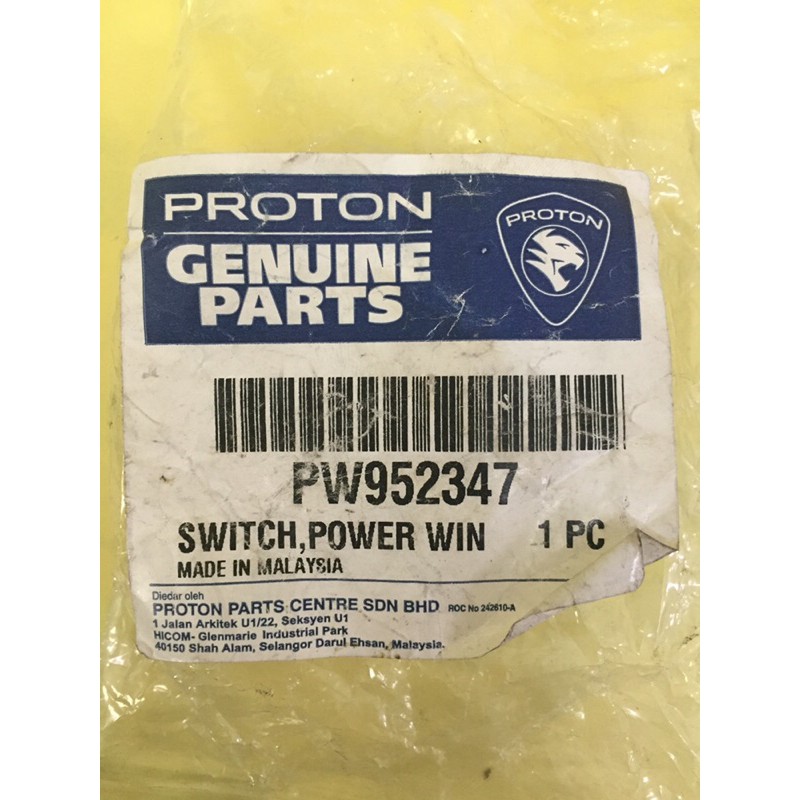 PROTON
GENUINE
PARTS
PROTON
PW952347
SWITCH,POWER WIN 1 PC
MADE IN MALAYSIA
Diedar oleh
PROTON PARTS CENTRE SDN BHD ROC No 242610-A
1 Jalan Arkitek U1/22, Seksyen U1
HICOM- Glenmarie Industrial Park
40150 Shah Alam, Selangor Darul Ehsan, Malaysia.